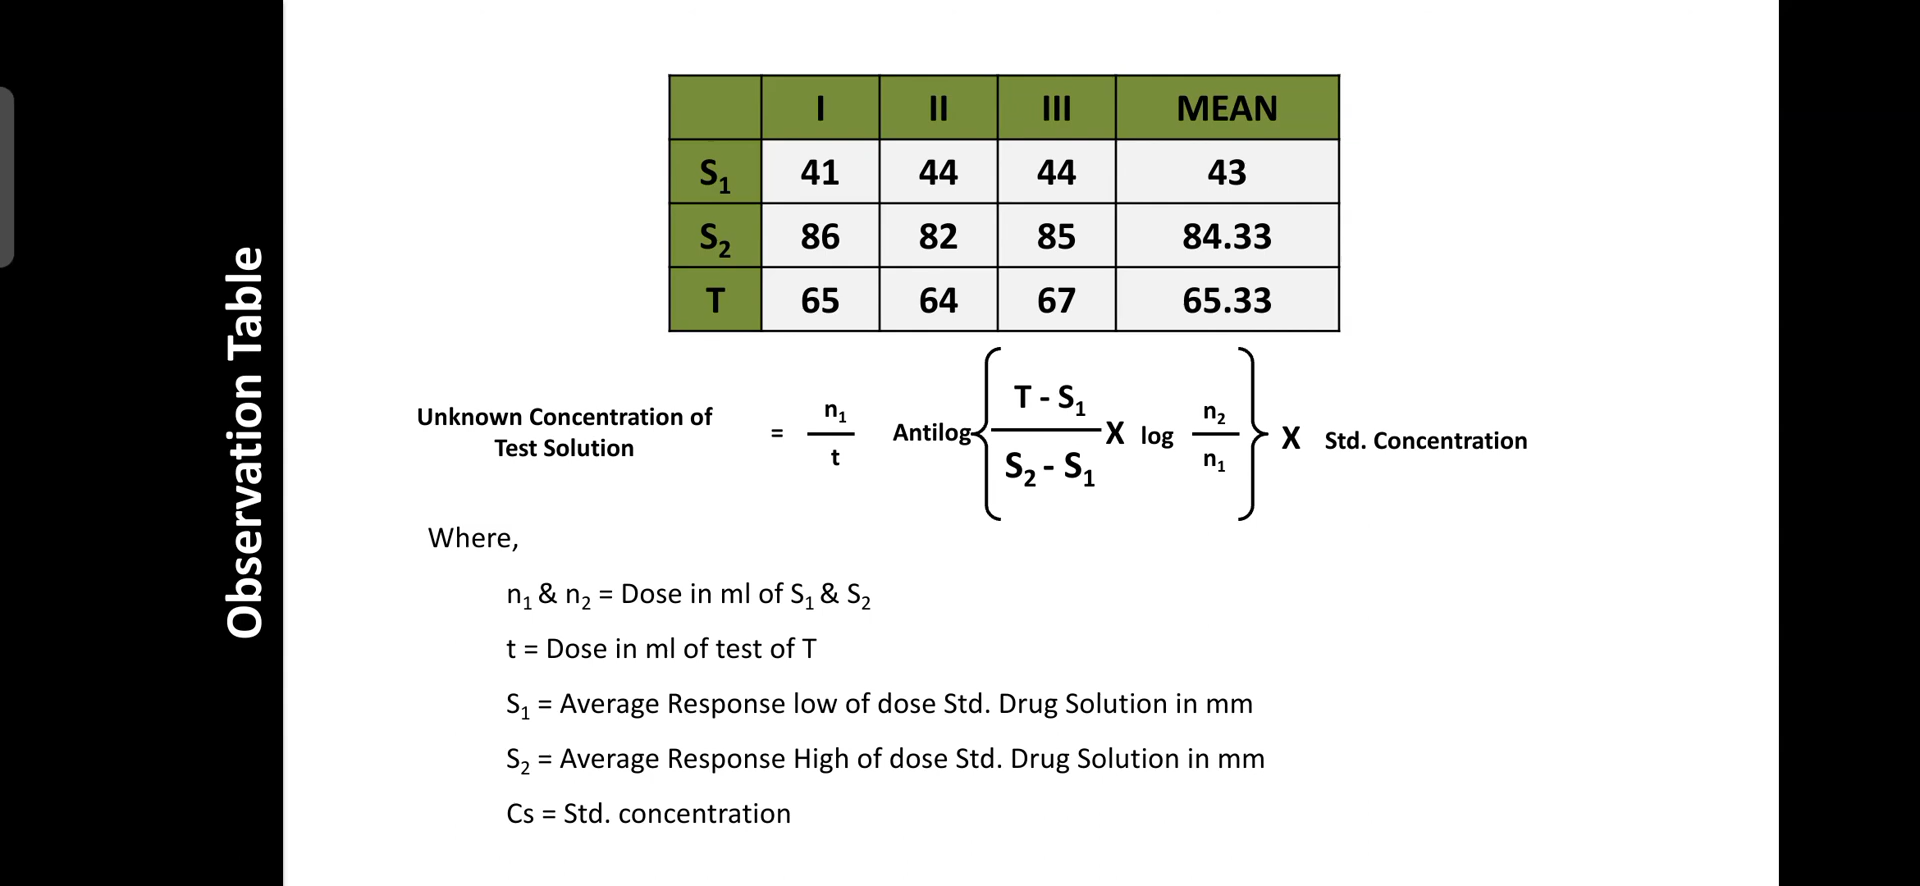 Observation Table
I II III MEAN
S₁ 41 44 44 43
S₂ 86 82 85 84.33
T 65 64 67 65.33
Unknown Concentration of
Test Solution
= n₁ / t Antilog { T - S₁ / S₂ - S₁ X log n₂ / n₁ } X Std. Concentration
Where,
n₁ & n₂ = Dose in ml of S₁ & S₂
t = Dose in ml of test of T
S₁ = Average Response low of dose Std. Drug Solution in mm
S₂ = Average Response High of dose Std. Drug Solution in mm
Cs = Std. concentration